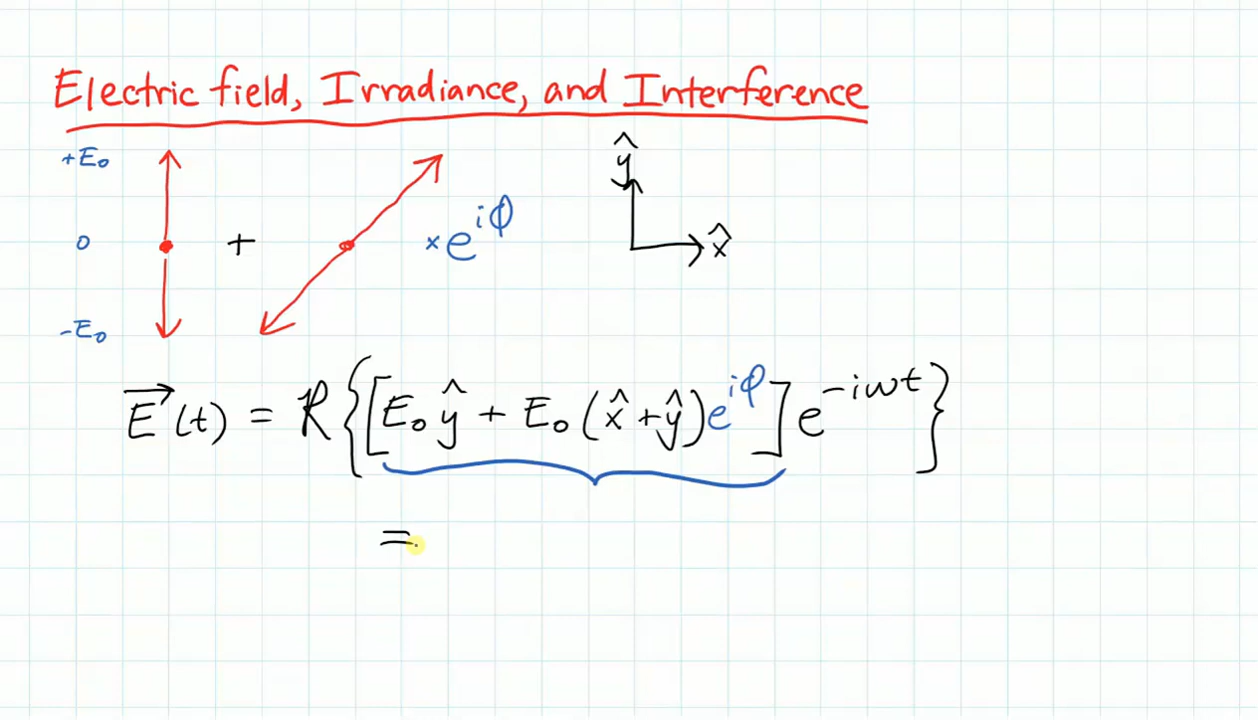 Electric field, Irradiance, and Interference
+E₀
0
-E₀
+
×e^{iφ}
ŷ
x̂
E⃗(t) = R{[E₀ŷ + E₀(x̂+ŷ)e^{iφ}]e^{-iωt}}
=